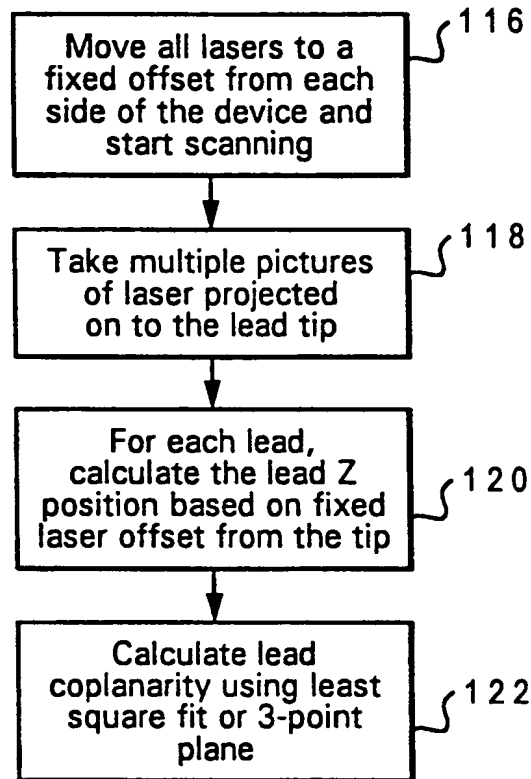 Move all lasers to a
fixed offset from each
side of the device and
start scanning
116
Take multiple pictures
of laser projected
on to the lead tip
118
For each lead,
calculate the lead Z
position based on fixed
laser offset from the tip
120
Calculate lead
coplanarity using least
square fit or 3-point
plane
122